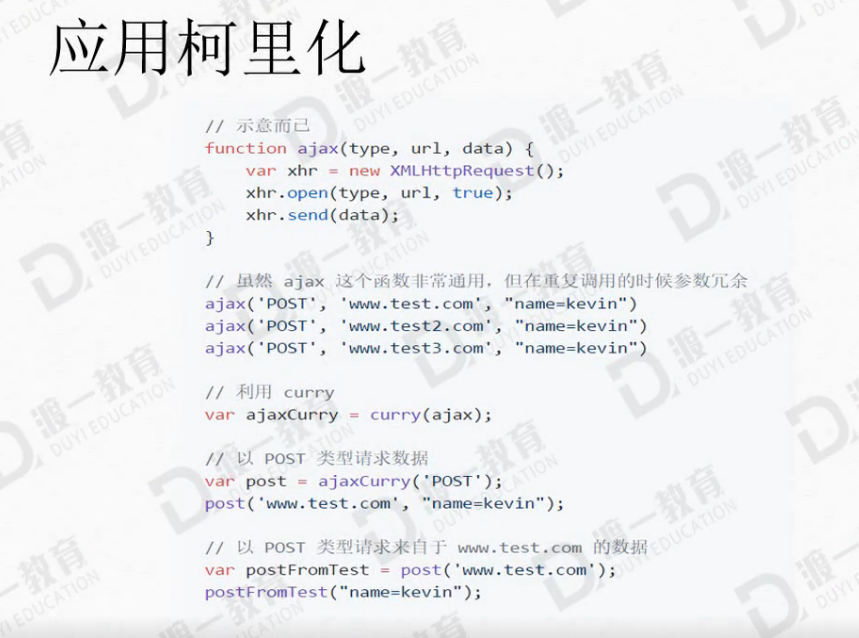 应用柯里化
// 示意而已
function ajax(type, url, data) {
    var xhr = new XMLHttpRequest();
    xhr.open(type, url, true);
    xhr.send(data);
}
// 虽然 ajax 这个函数非常通用，但在重复调用的时候参数冗余
ajax('POST', 'www.test.com', "name=kevin")
ajax('POST', 'www.test2.com', "name=kevin")
ajax('POST', 'www.test3.com', "name=kevin")
// 利用 curry
var ajaxCurry = curry(ajax);
// 以 POST 类型请求数据
var post = ajaxCurry('POST');
post('www.test.com', "name=kevin");
// 以 POST 类型请求来自于 www.test.com 的数据
var postFromTest = post('www.test.com');
postFromTest("name=kevin");
渡一教育
DUYI EDUCATION